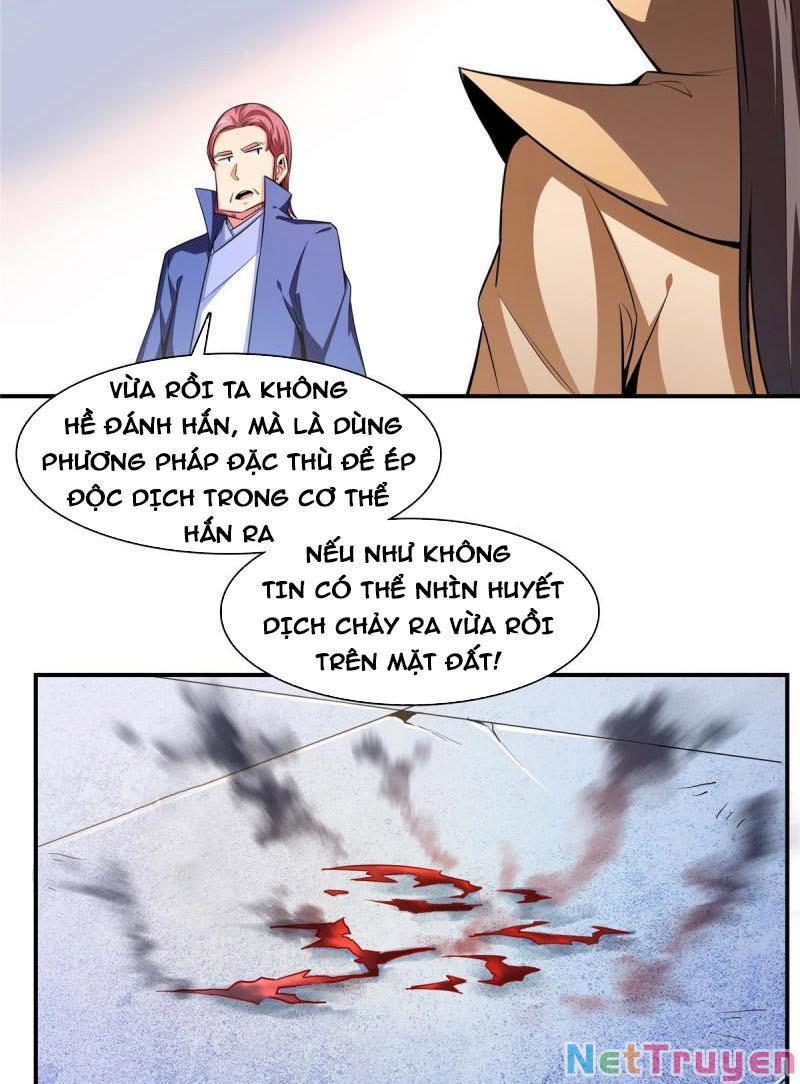 VỪA RỒI TA KHÔNG
HỀ ĐÁNH HẮN, MÀ LÀ DÙNG
PHƯƠNG PHÁP ĐẶC THÙ ĐỂ ÉP
ĐỘC DỊCH TRONG CƠ THỂ
HẮN RA
NẾU NHƯ KHÔNG
TIN CÓ THỂ NHÌN HUYẾT
DỊCH CHẢY RA VỪA RỒI
TRÊN MẶT ĐẤT!
NetTruyen